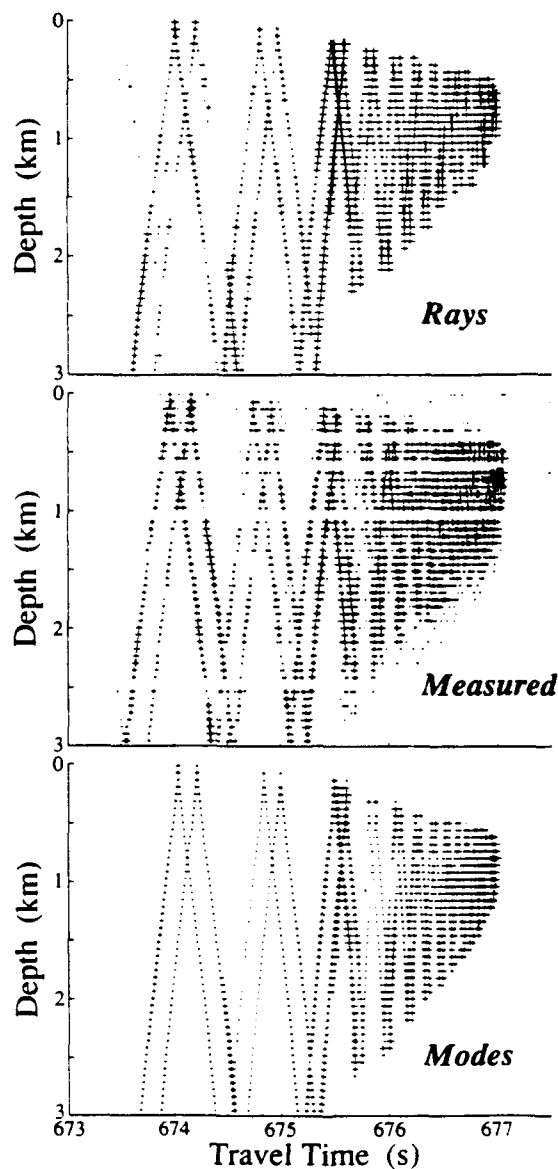 0
1
2
3
Depth (km)
Rays
0
1
2
3
Depth (km)
Measured
0
1
2
3
Depth (km)
Modes
673 674 675 676 677
Travel Time (s)